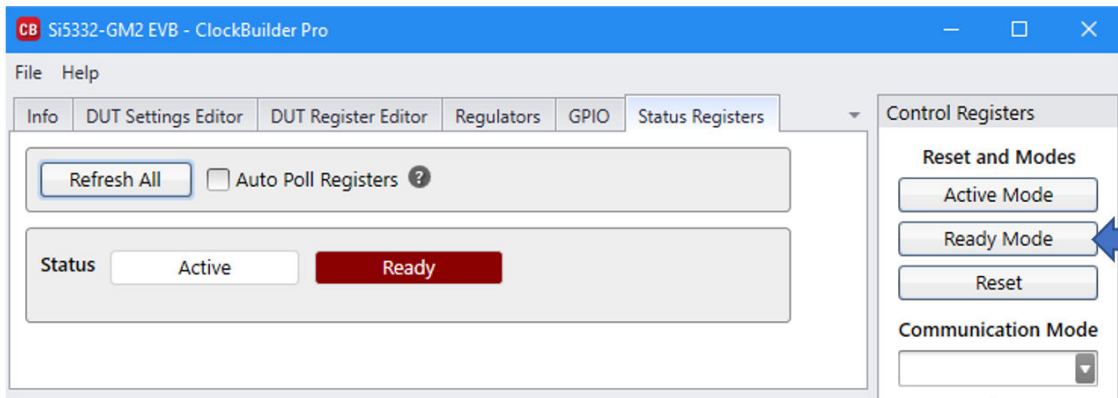 CB Si5332-GM2 EVB - ClockBuilder Pro
File Help
Info DUT Settings Editor DUT Register Editor Regulators GPIO Status Registers
Refresh All Auto Poll Registers ?
Status Active Ready
Control Registers
Reset and Modes
Active Mode
Ready Mode
Reset
Communication Mode